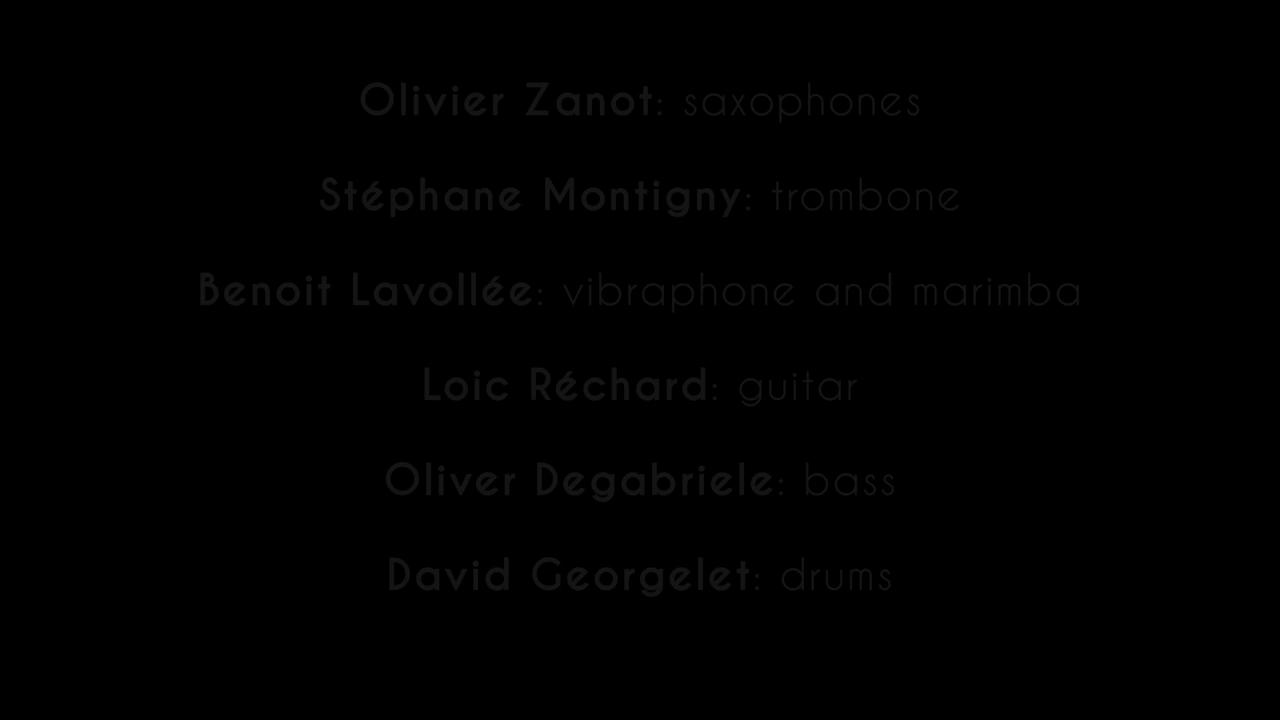 Olivier Zanot: saxophones
Stéphane Montigny: trombone
Benoit Lavollée: vibraphone and marimba
Loic Réchard: guitar
Oliver Degabriele: bass
David Georgelet: drums